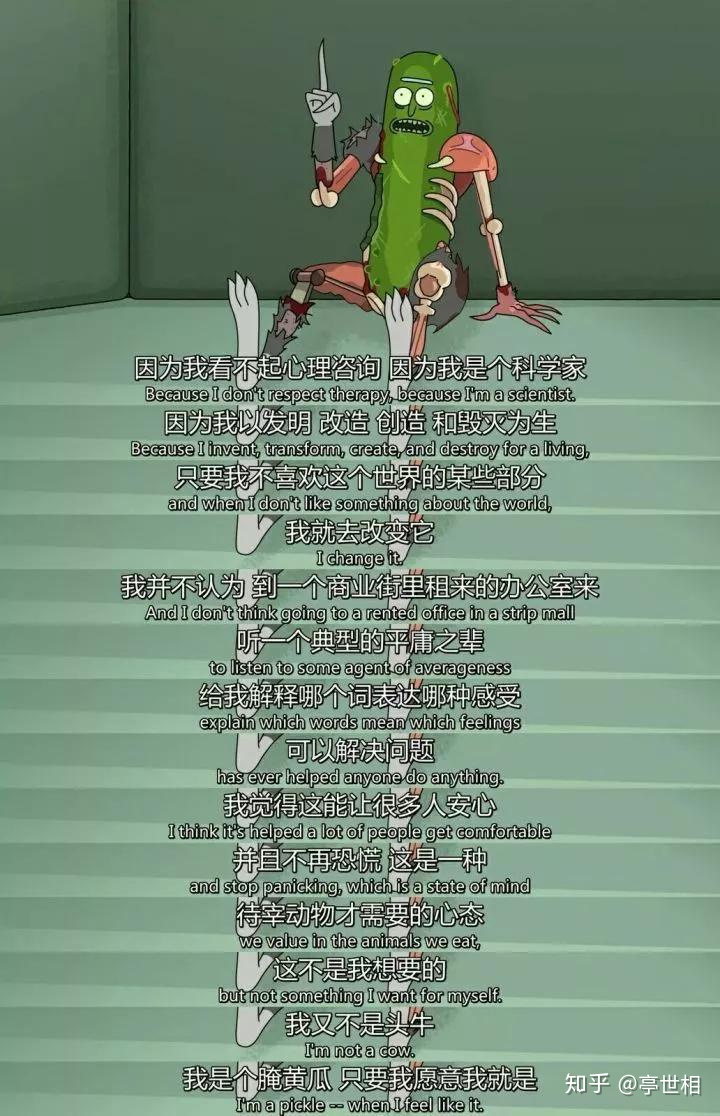 因为我看不起心理咨询 因为我是个科学家
Because I don't respect therapy, because I'm a scientist.
因为我以发明 改造 创造 和毁灭为生
Because I invent, transform, create, and destroy for a living,
只要我不喜欢这个世界的某些部分
and when I don't like something about the world,
我就去改变它
I change it.
我并不认为 到一个商业街里租来的办公室来
And I don't think going to a rented office in a strip mall
听一个典型的平庸之辈
to listen to some agent of averageness
给我解释哪个词表达哪种感受
explain which words mean which feelings
可以解决问题
has ever helped anyone do anything.
我觉得这能让很多人安心
I think it's helped a lot of people get comfortable
并且不再恐慌 这是一种
and stop panicking, which is a state of mind
待宰动物才需要的心态
we value in the animals we eat,
这不是我想要的
but not something I want for myself.
我又不是头牛
I'm not a cow.
我是个腌黄瓜 只要我愿意我就是
I'm a pickle -- when I feel like it.
知乎 @亭世相